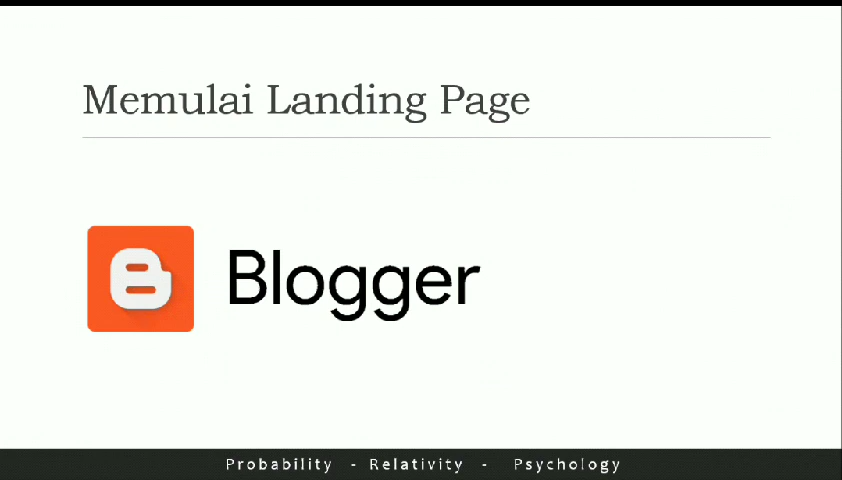 Memulai Landing Page
Blogger
Probability - Relativity - Psychology